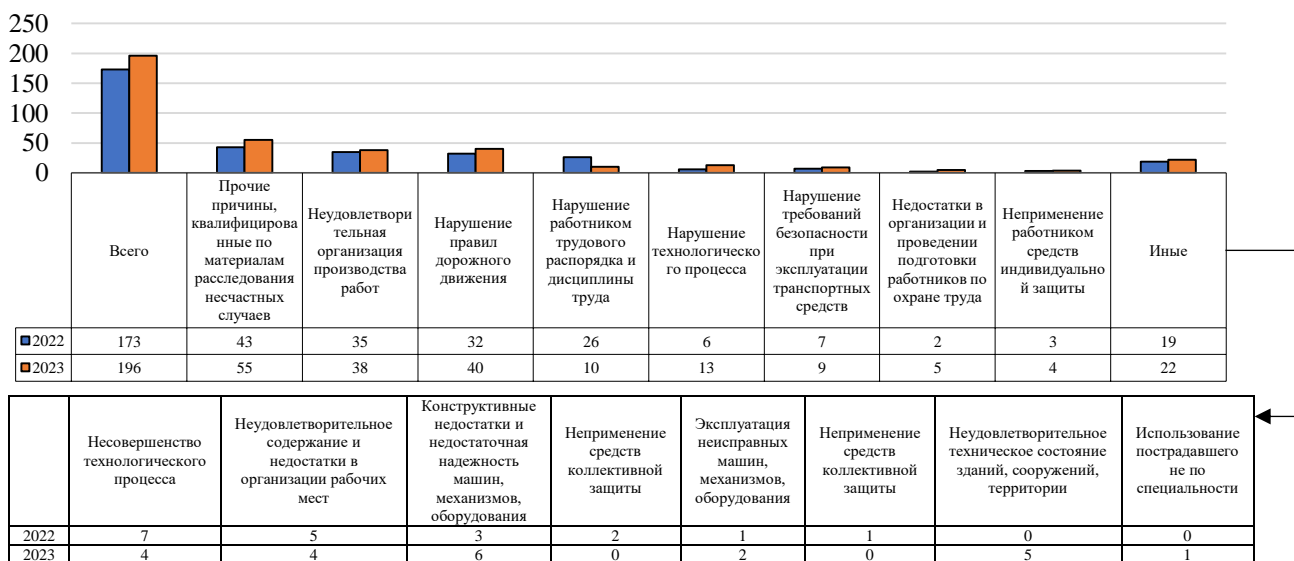 250
200
150
100
50
0
Всего
Прочие
причины,
квалифицирова
нные по
материалам
расследования
несчастных
случаев
Неудовлетвори
тельная
организация
производства
работ
Нарушение
правил
дорожного
движения
Нарушение
работником
трудового
распорядка и
дисциплины
труда
Нарушение
технологическо
го процесса
Нарушение
требований
безопасности
при
эксплуатации
транспортных
средств
Недостатки в
организации и
проведении
подготовки
работников по
охране труда
Неприменение
работником
средств
индивидуально
й защиты
Иные
2022 173 43 35 32 26 6 7 2 3 19
2023 196 55 38 40 10 13 9 5 4 22
Несовершенство
технологического
процесса
Неудовлетворительное
содержание и
недостатки в
организации рабочих
мест
Конструктивные
недостатки и
недостаточная
надежность
машин,
механизмов,
оборудования
Неприменение
средств
коллективной
защиты
Эксплуатация
неисправных
машин,
механизмов,
оборудования
Неприменение
средств
коллективной
защиты
Неудовлетворительное
техническое состояние
зданий, сооружений,
территории
Использование
пострадавшего
не по
специальности
2022 7 5 3 2 1 1 0 0
2023 4 4 6 0 2 0 5 1